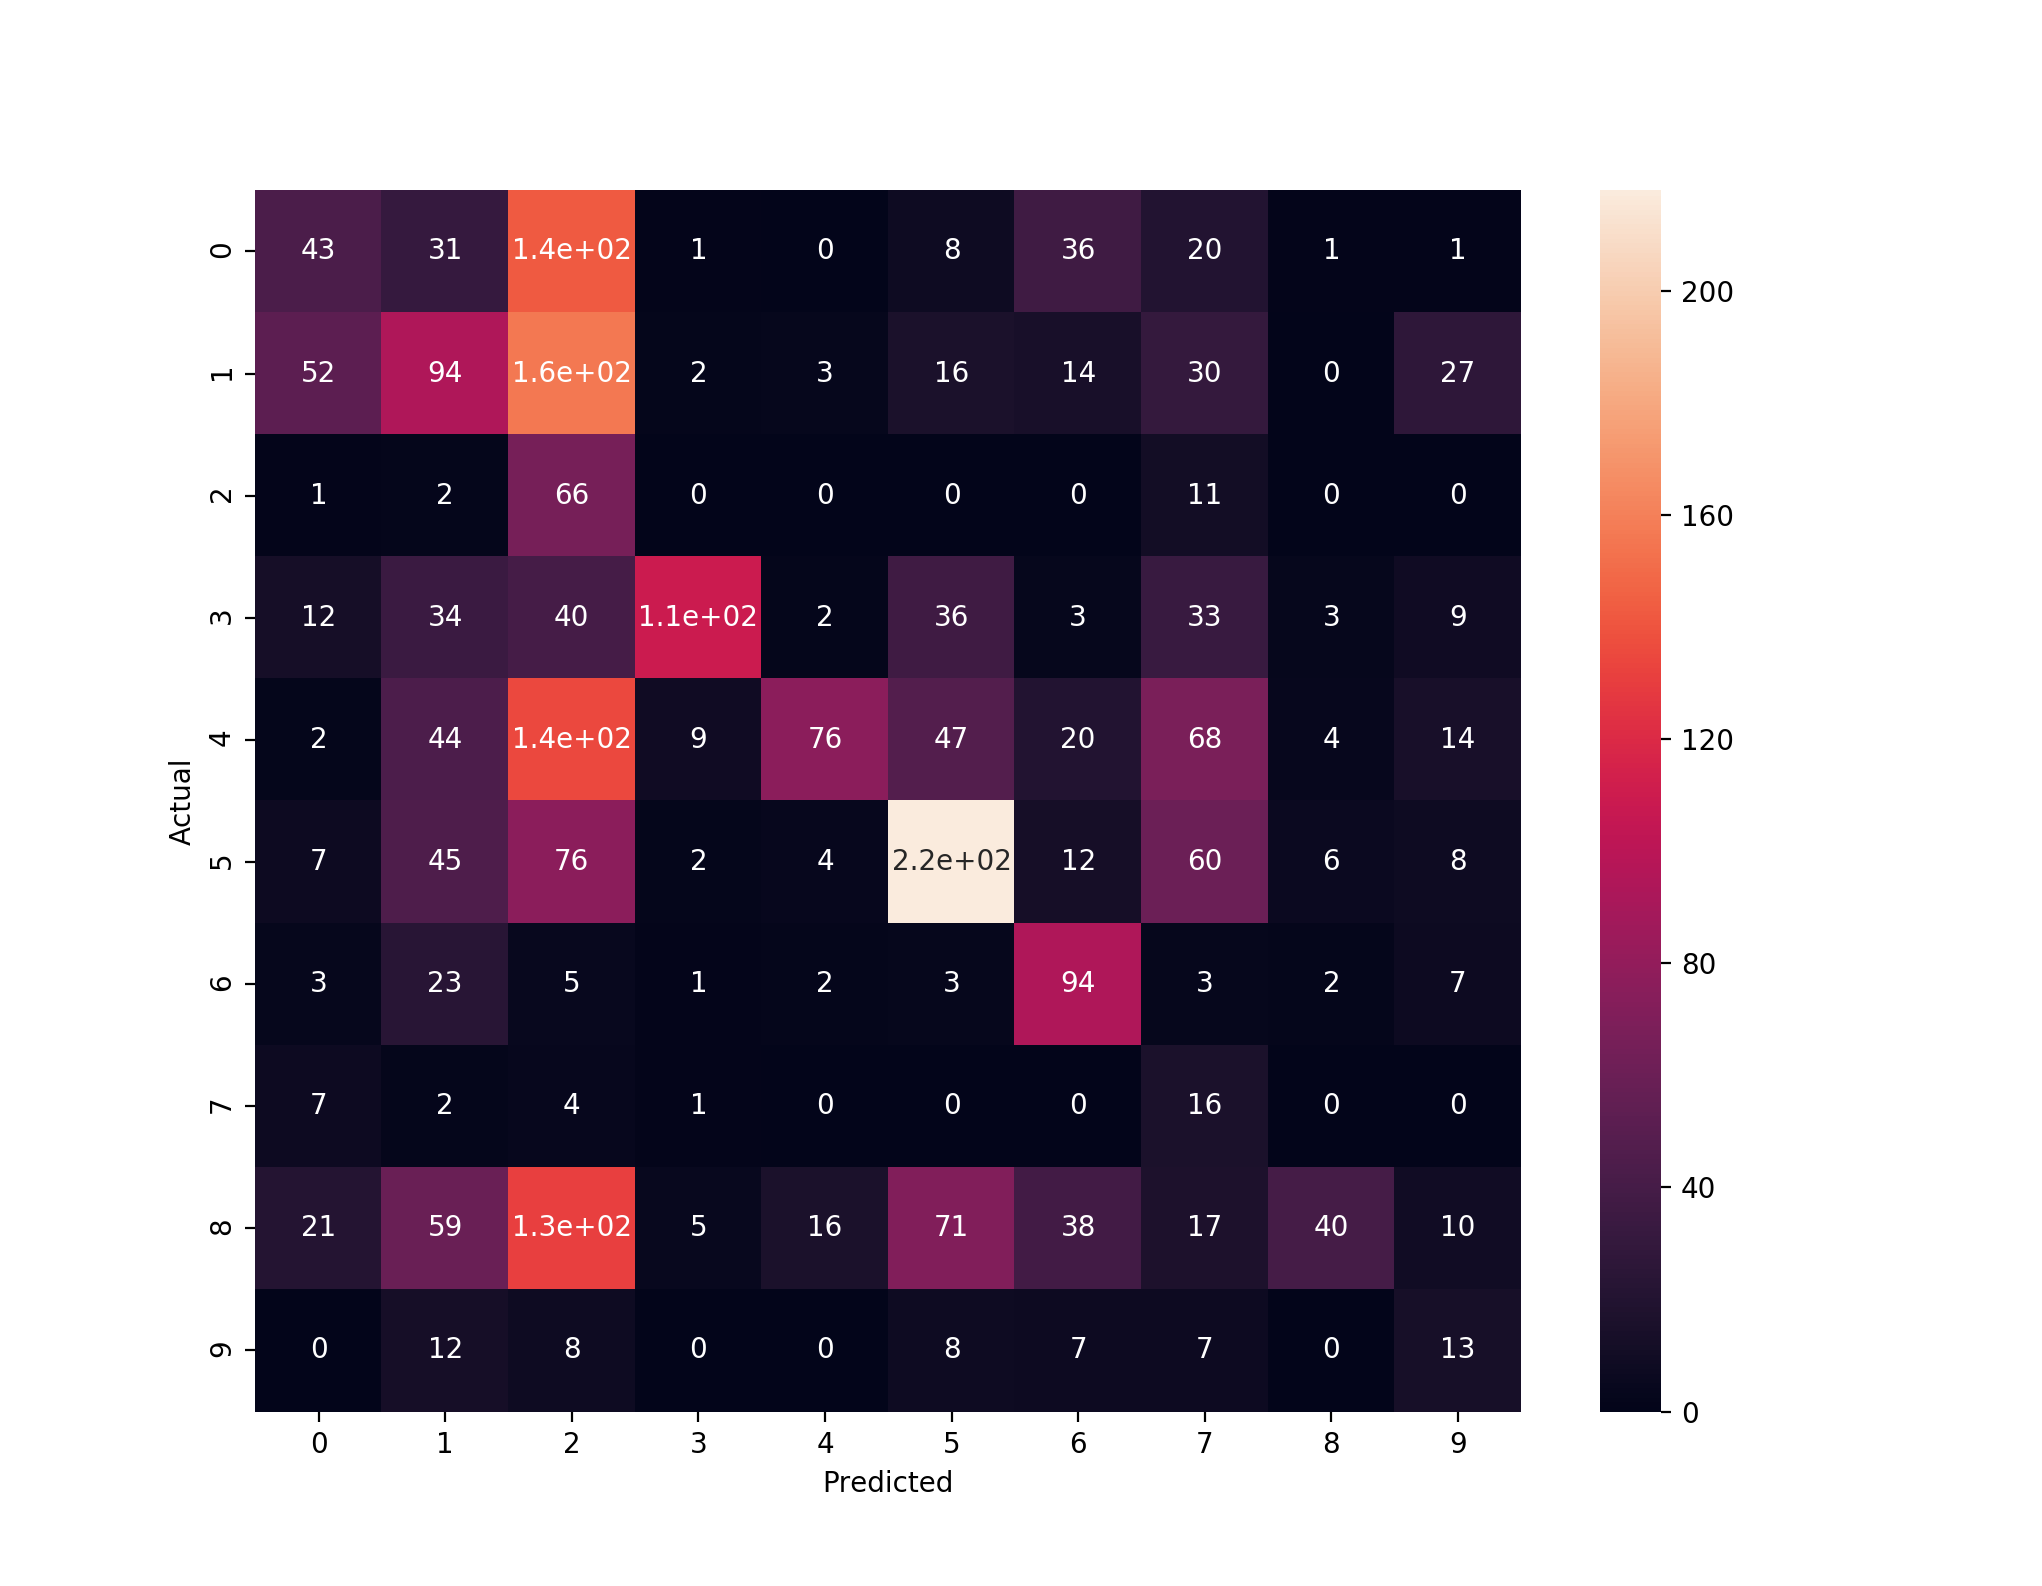 0 43 31 1.4e+02 1 0 8 36 20 1 1
1 52 94 1.6e+02 2 3 16 14 30 0 27
2 1 2 66 0 0 0 0 11 0 0
3 12 34 40 1.1e+02 2 36 3 33 3 9
4 2 44 1.4e+02 9 76 47 20 68 4 14
5 7 45 76 2 4 2.2e+02 12 60 6 8
6 3 23 5 1 2 3 94 3 2 7
7 7 2 4 1 0 0 0 16 0 0
8 21 59 1.3e+02 5 16 71 38 17 40 10
9 0 12 8 0 0 8 7 7 0 13
0 1 2 3 4 5 6 7 8 9
Predicted
Actual
200
160
120
80
40
0